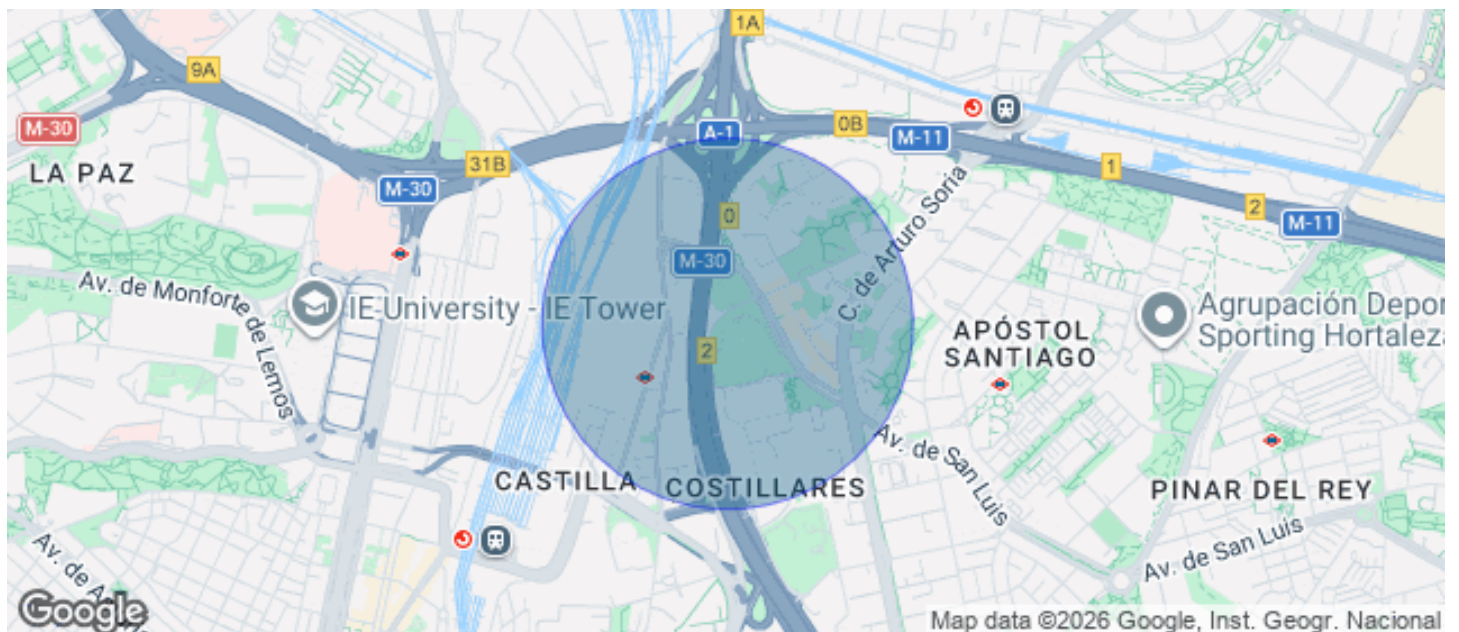 1A
9A
M-30
A-1
0B
M-11
31B
1
LA PAZ
M-30
C. de Arturo Soria
2
M-11
0
M-30
Av. de Monforte de Lemos
IE University - IE Tower
APÓSTOL
SANTIAGO
Agrupación Depor
Sporting Hortaleza
2
CASTILLA
COSTILLARES
Av. de San Luis
PINAR DEL REY
Av. de San Luis
Google
Map data ©2026 Google, Inst. Geogr. Nacional